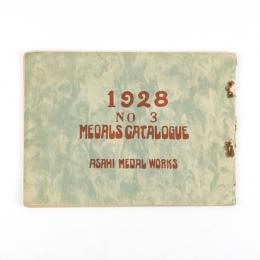 1928
NO 3
MEDALS CATALOGUE
ASAHI MEDAL WORKS